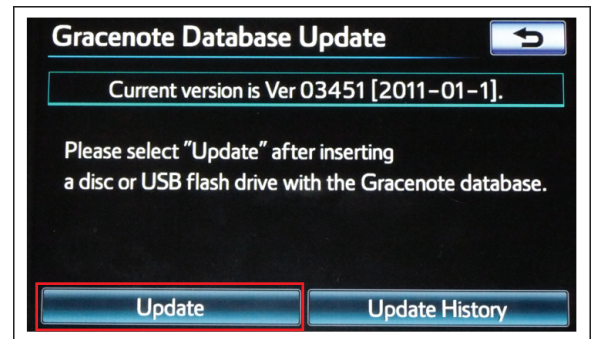 Gracenote Database Update
Current version is Ver 03451 [2011-01-1].
Please select "Update" after inserting
a disc or USB flash drive with the Gracenote database.
Update
Update History